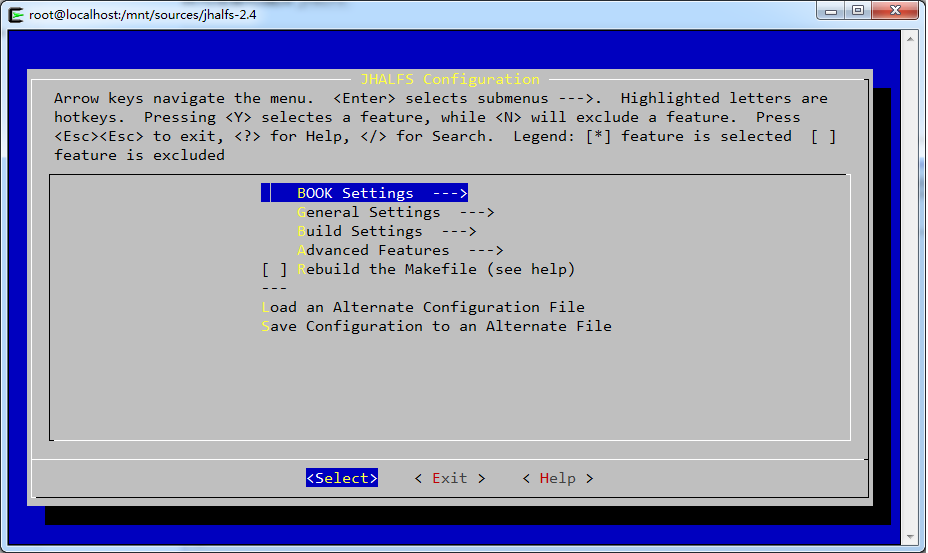 root@localhost:/mnt/sources/jhalfs-2.4
JHALFS Configuration
Arrow keys navigate the menu.  <Enter> selects submenus --->.  Highlighted letters are
hotkeys.  Pressing <Y> selectes a feature, while <N> will exclude a feature.  Press
<Esc><Esc> to exit, <?> for Help, </> for Search.  Legend: [*] feature is selected  [ ]
feature is excluded
BOOK Settings  --->
General Settings  --->
Build Settings  --->
Advanced Features  --->
[ ] Rebuild the Makefile (see help)
---
Load an Alternate Configuration File
Save Configuration to an Alternate File
<Select>    < Exit >    < Help >